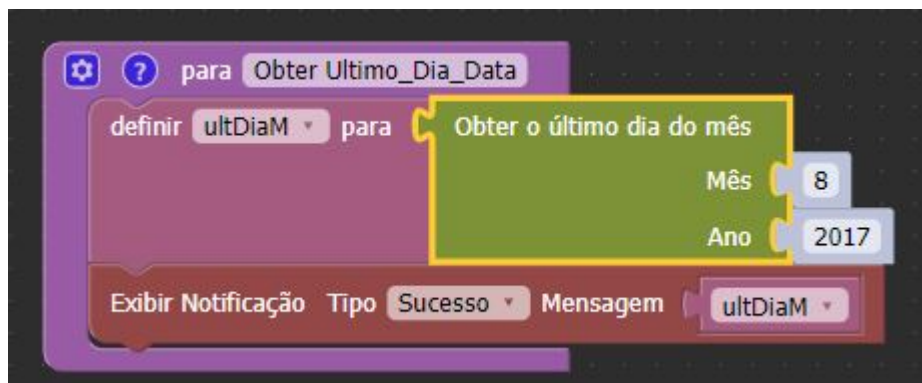 ? para Obter Ultimo_Dia_Data
definir ultDiaM para Obter o último dia do mês
Mês 8
Ano 2017
Exibir Notificação Tipo Sucesso Mensagem ultDiaM